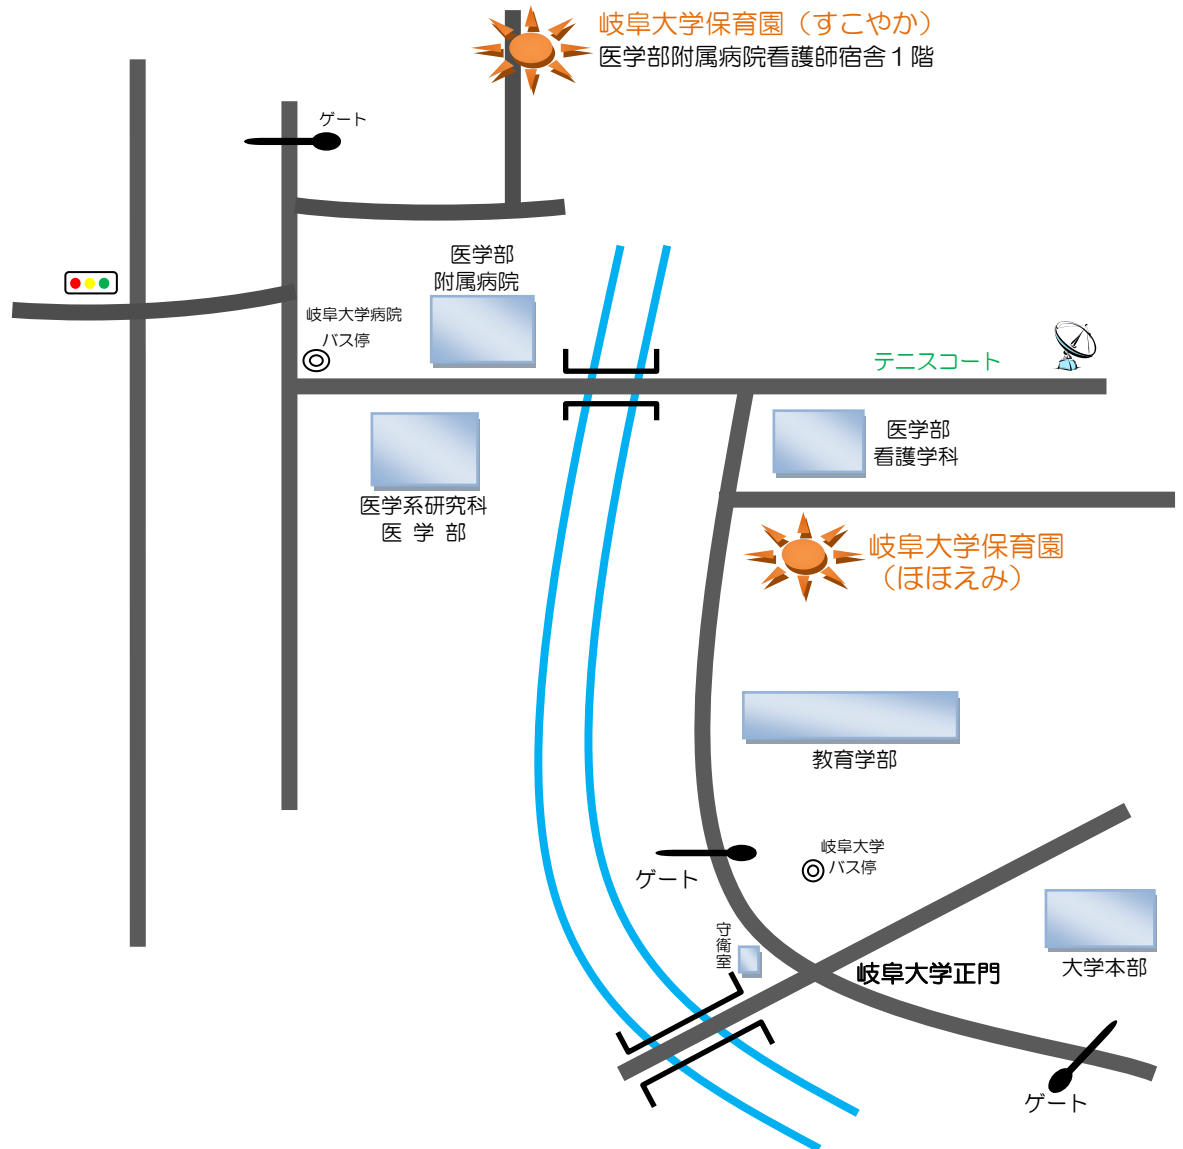 岐阜大学保育園（すこやか）
医学部附属病院看護師宿舎１階
ゲート
医学部
附属病院
岐阜大学病院
バス停
テニスコート
医学部
看護学科
医学系研究科
医 学 部
岐阜大学保育園
（ほほえみ）
教育学部
岐阜大学
バス停
ゲート
守衛室
岐阜大学正門
大学本部
ゲート